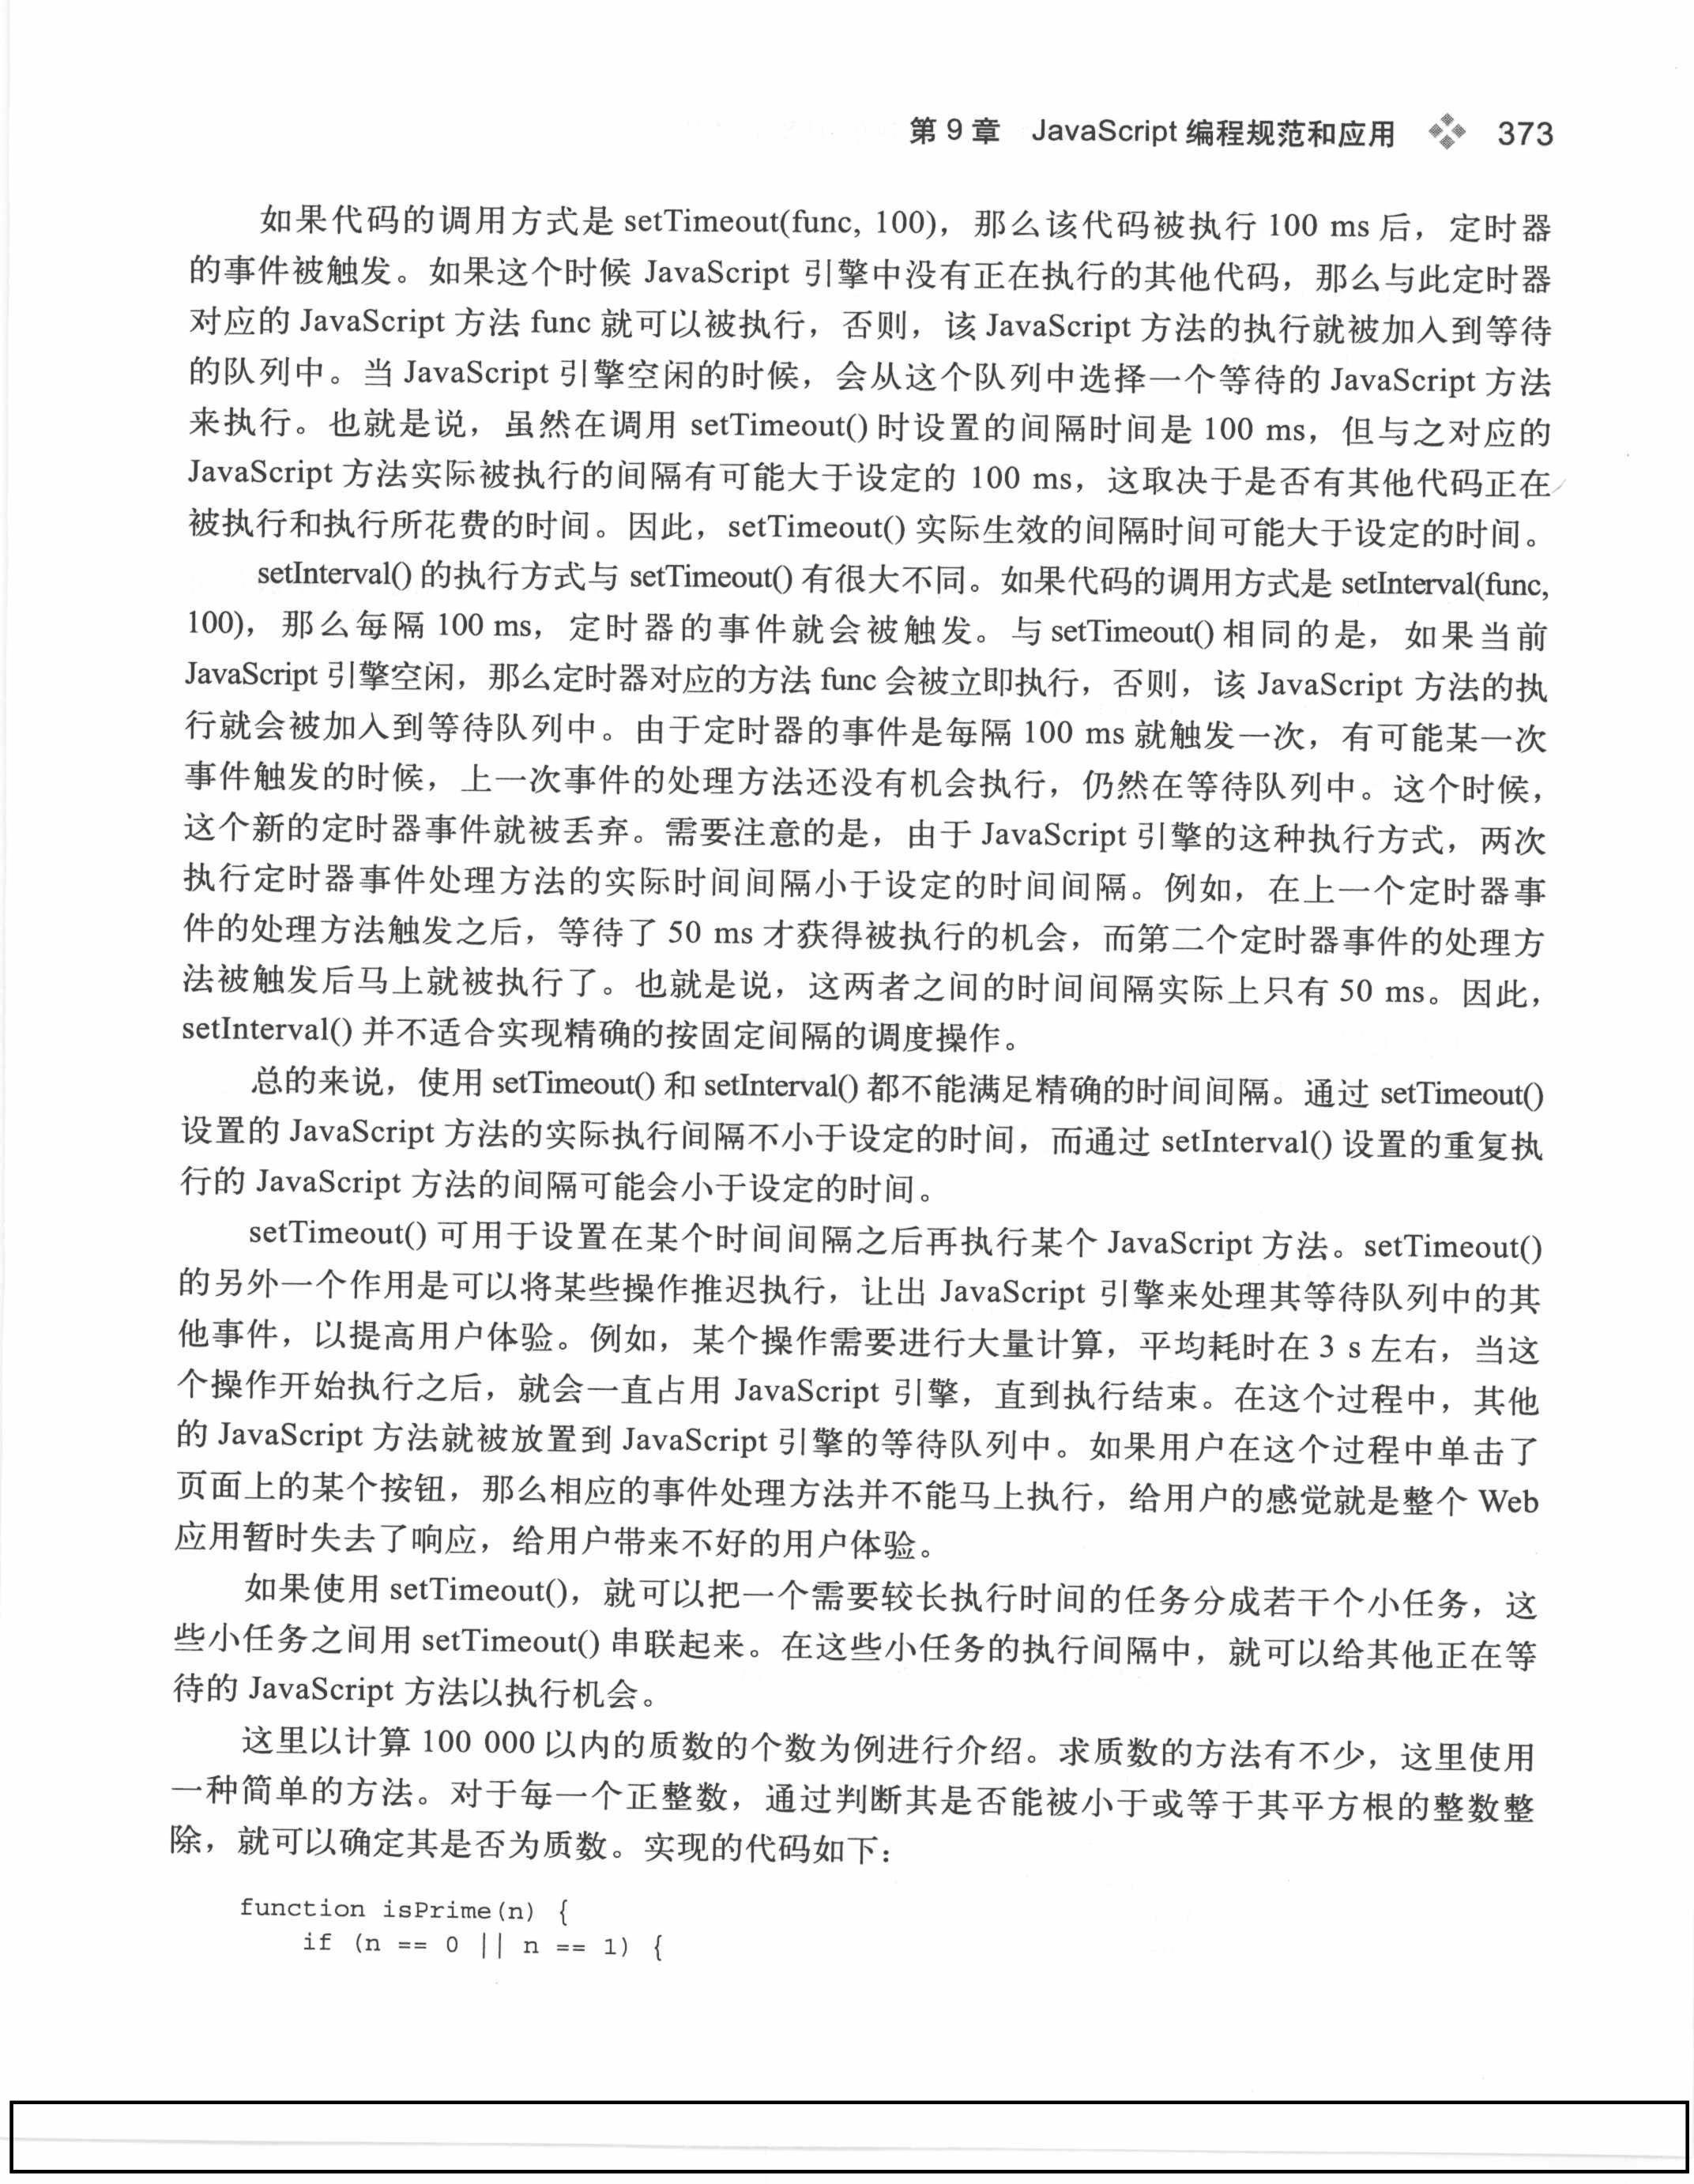 第 9 章　JavaScript 编程规范和应用　373
如果代码的调用方式是 setTimeout(func, 100)，那么该代码被执行 100 ms 后，定时器
的事件被触发。如果这个时候 JavaScript 引擎中没有正在执行的其他代码，那么与此定时器
对应的 JavaScript 方法 func 就可以被执行，否则，该 JavaScript 方法的执行就被加入到等待
的队列中。当 JavaScript 引擎空闲的时候，会从这个队列中选择一个等待的 JavaScript 方法
来执行。也就是说，虽然在调用 setTimeout() 时设置的间隔时间是 100 ms，但与之对应的
JavaScript 方法实际被执行的间隔有可能大于设定的 100 ms，这取决于是否有其他代码正在
被执行和执行所花费的时间。因此，setTimeout() 实际生效的间隔时间可能大于设定的时间。
setInterval() 的执行方式与 setTimeout() 有很大不同。如果代码的调用方式是 setInterval(func,
100)，那么每隔 100 ms，定时器的事件就会被触发。与 setTimeout() 相同的是，如果当前
JavaScript 引擎空闲，那么定时器对应的方法 func 会被立即执行，否则，该 JavaScript 方法的执
行就会被加入到等待队列中。由于定时器的事件是每隔 100 ms 就触发一次，有可能某一次
事件触发的时候，上一次事件的处理方法还没有机会执行，仍然在等待队列中。这个时候，
这个新的定时器事件就被丢弃。需要注意的是，由于 JavaScript 引擎的这种执行方式，两次
执行定时器事件处理方法的实际时间间隔小于设定的时间间隔。例如，在上一个定时器事
件的处理方法触发之后，等待了 50 ms 才获得被执行的机会，而第二个定时器事件的处理方
法被触发后马上就被执行了。也就是说，这两者之间的时间间隔实际上只有 50 ms。因此，
setInterval() 并不适合实现精确的按固定间隔的调度操作。
总的来说，使用 setTimeout() 和 setInterval() 都不能满足精确的时间间隔。通过 setTimeout()
设置的 JavaScript 方法的实际执行间隔不小于设定的时间，而通过 setInterval() 设置的重复执
行的 JavaScript 方法的间隔可能会小于设定的时间。
setTimeout() 可用于设置在某个时间间隔之后再执行某个 JavaScript 方法。setTimeout()
的另外一个作用是可以将某些操作推迟执行，让出 JavaScript 引擎来处理其等待队列中的其
他事件，以提高用户体验。例如，某个操作需要进行大量计算，平均耗时在 3 s 左右，当这
个操作开始执行之后，就会一直占用 JavaScript 引擎，直到执行结束。在这个过程中，其他
的 JavaScript 方法就被放置到 JavaScript 引擎的等待队列中。如果用户在这个过程中单击了
页面上的某个按钮，那么相应的事件处理方法并不能马上执行，给用户的感觉就是整个 Web
应用暂时失去了响应，给用户带来不好的用户体验。
如果使用 setTimeout()，就可以把一个需要较长执行时间的任务分成若干个小任务，这
些小任务之间用 setTimeout() 串联起来。在这些小任务的执行间隔中，就可以给其他正在等
待的 JavaScript 方法以执行机会。
这里以计算 100 000 以内的质数的个数为例进行介绍。求质数的方法有不少，这里使用
一种简单的方法。对于每一个正整数，通过判断其是否能被小于或等于其平方根的整数整
除，就可以确定其是否为质数。实现的代码如下：
function isPrime(n) {
    if (n == 0 || n == 1) {